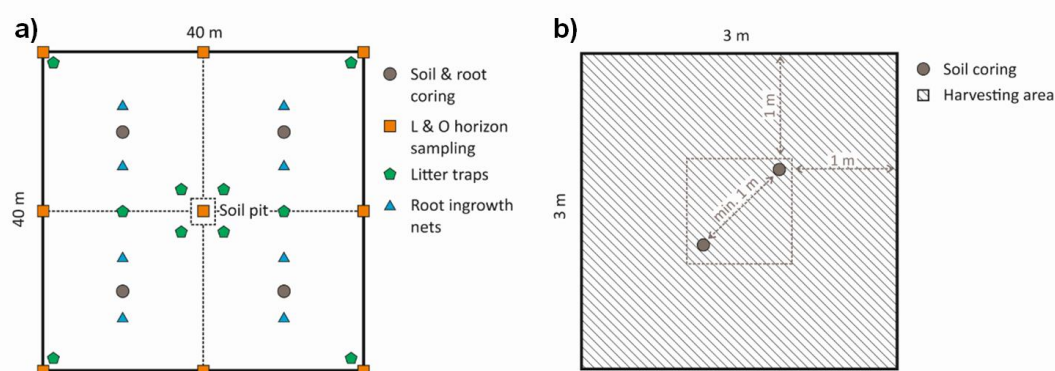 a)
40 m
40 m
Soil pit
Soil & root
coring
L & O horizon
sampling
Litter traps
Root ingrowth
nets
b)
3 m
3 m
1 m
1 m
min. 1 m
Soil coring
Harvesting area